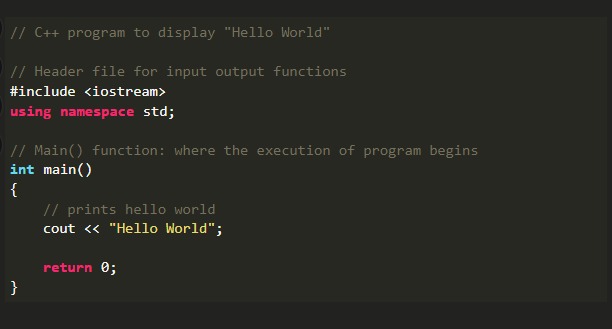 // C++ program to display "Hello World"
// Header file for input output functions
#include <iostream>
using namespace std;
// Main() function: where the execution of program begins
int main()
{
    // prints hello world
    cout << "Hello World";
    return 0;
}